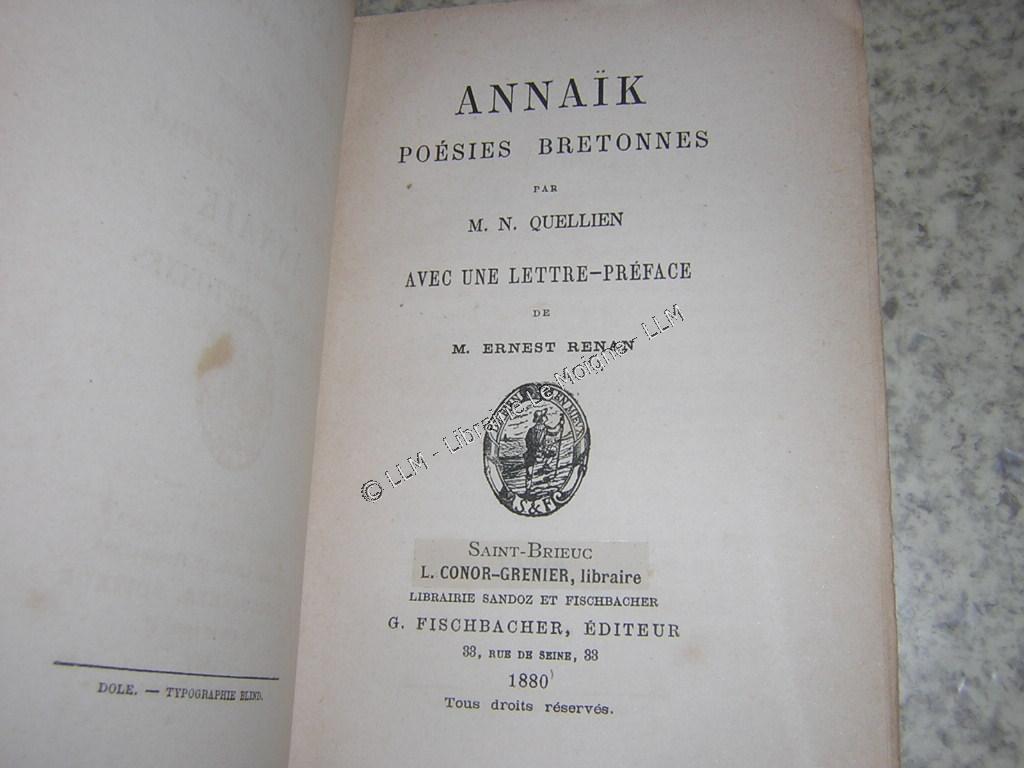 DOLE. — TYPOGRAPHIE BLIND.
ANNAÏK
POÉSIES BRETONNES
PAR
M. N. QUELLIEN
AVEC UNE LETTRE-PRÉFACE
DE
M. ERNEST RENAN
© LLM - Librairie Le Moigne - LLM
S&F
SAINT-BRIEUC
L. CONOR-GRENIER, libraire
LIBRAIRIE SANDOZ ET FISCHBACHER
G. FISCHBACHER, ÉDITEUR
33, RUE DE SEINE, 33
1880
Tous droits réservés.